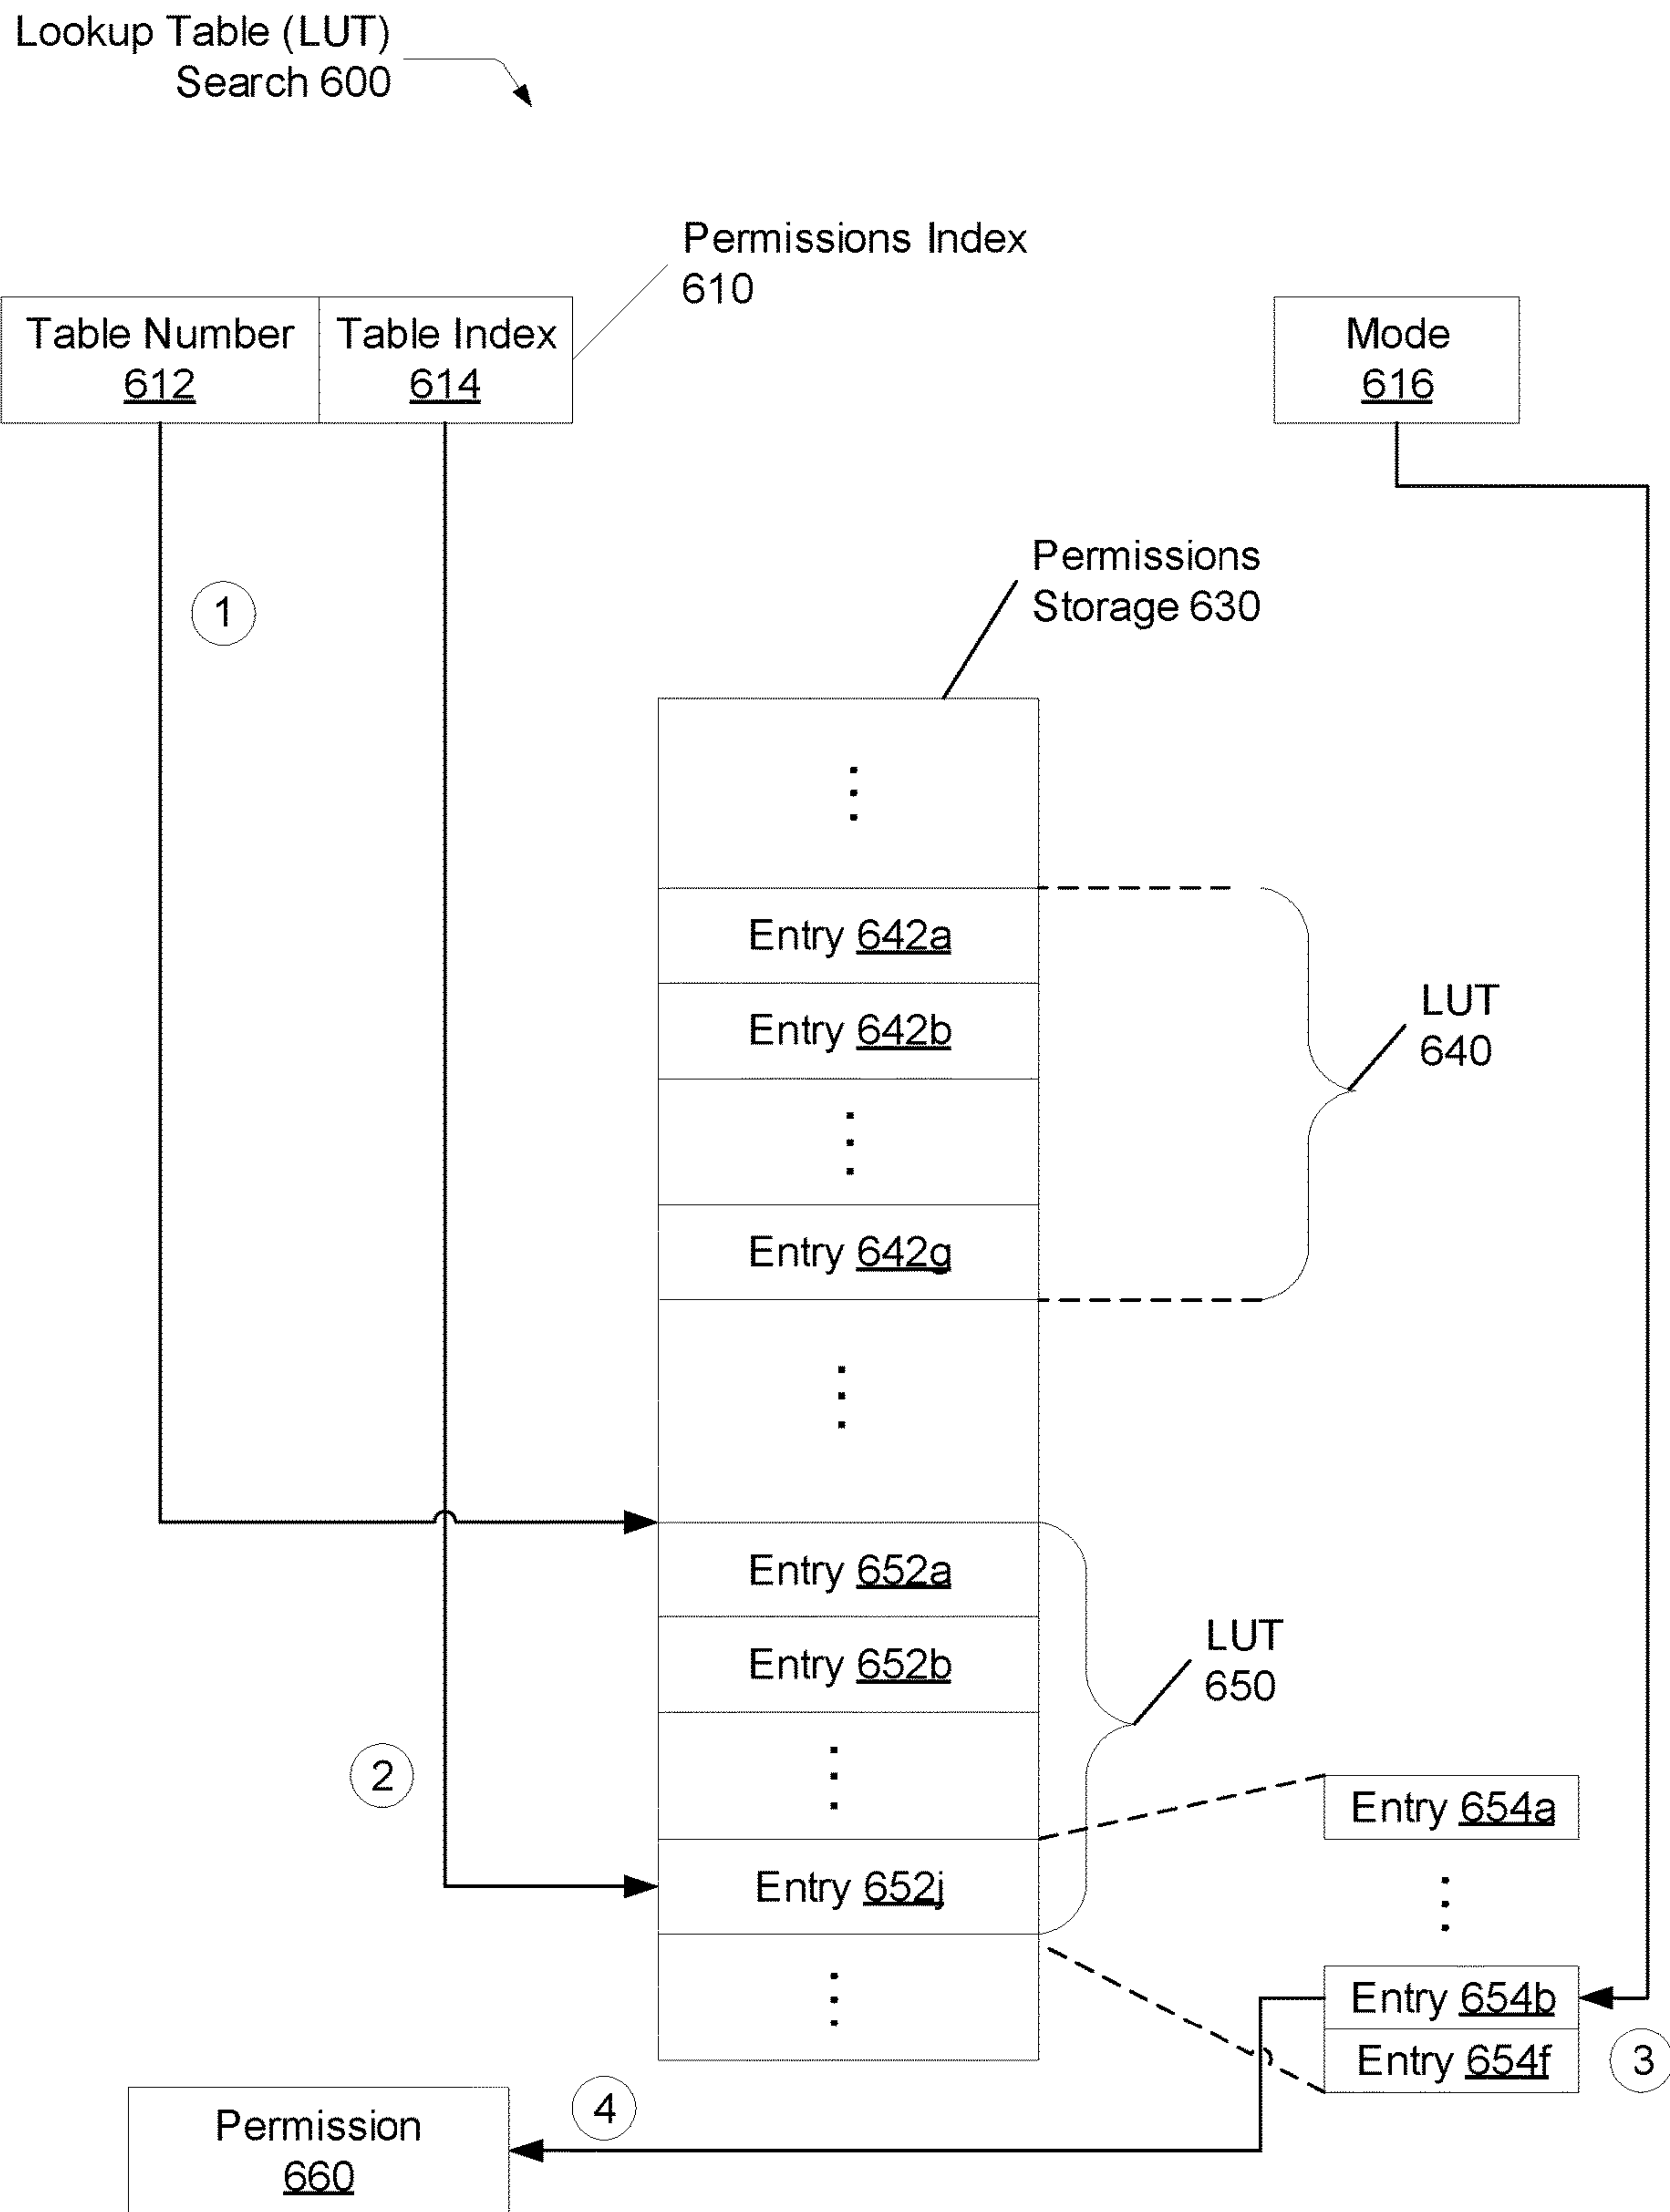 Lookup Table (LUT)
Search 600
Permissions Index
610
Table Number
612
Table Index
614
Mode
616
1
Permissions
Storage 630
Entry 642a
Entry 642b
LUT
640
Entry 642g
Entry 652a
Entry 652b
LUT
650
2
Entry 654a
Entry 652j
Entry 654b
Entry 654f
3
4
Permission
660